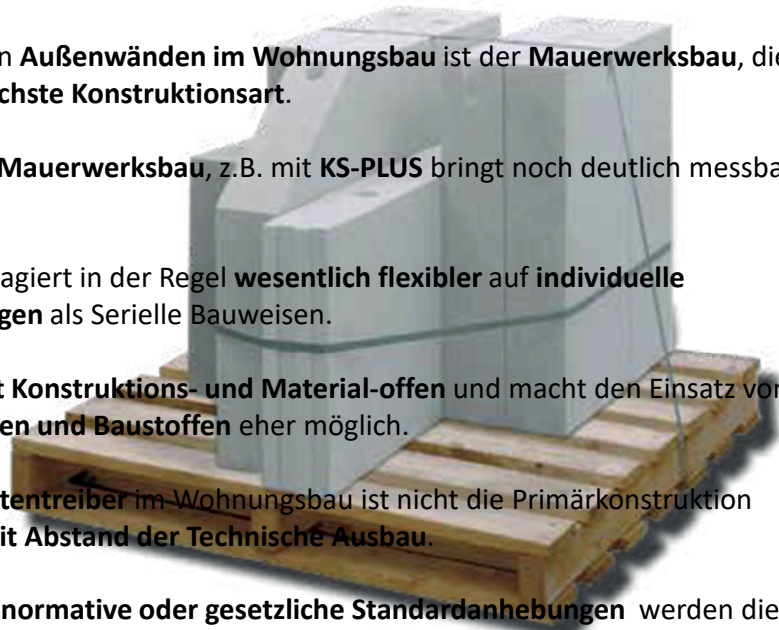 n Außenwänden im Wohnungsbau ist der Mauerwerksbau, die
chste Konstruktionsart.
Mauerwerksbau, z.B. mit KS-PLUS bringt noch deutlich messba
agiert in der Regel wesentlich flexibler auf individuelle
gen als Serielle Bauweisen.
t Konstruktions- und Material-offen und macht den Einsatz von
en und Baustoffen eher möglich.
tentreiber im Wohnungsbau ist nicht die Primärkonstruktion
it Abstand der Technische Ausbau.
normative oder gesetzliche Standardanhebungen werden die